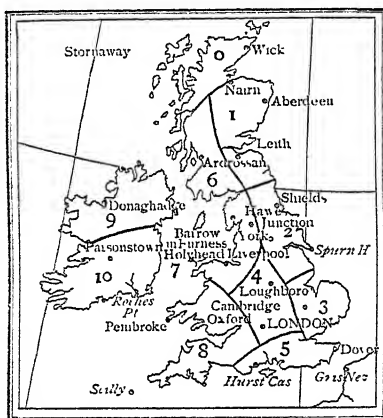 Stornaway
0
Wick
Nairn
1
Aberdeen
Leith
Ardrossan
6
Shields
Donaghadee
9
Haw
Junction
2
Barrow
in Furness
York
Spurn H
Parsonstown
Holyhead
Liverpool
7
4
10
Loughboro
3
Roches
Pt
Cambridge
Pembroke
Oxford
LONDON
8
5
Dover
Scilly
Hurst Cas
Gris Nez